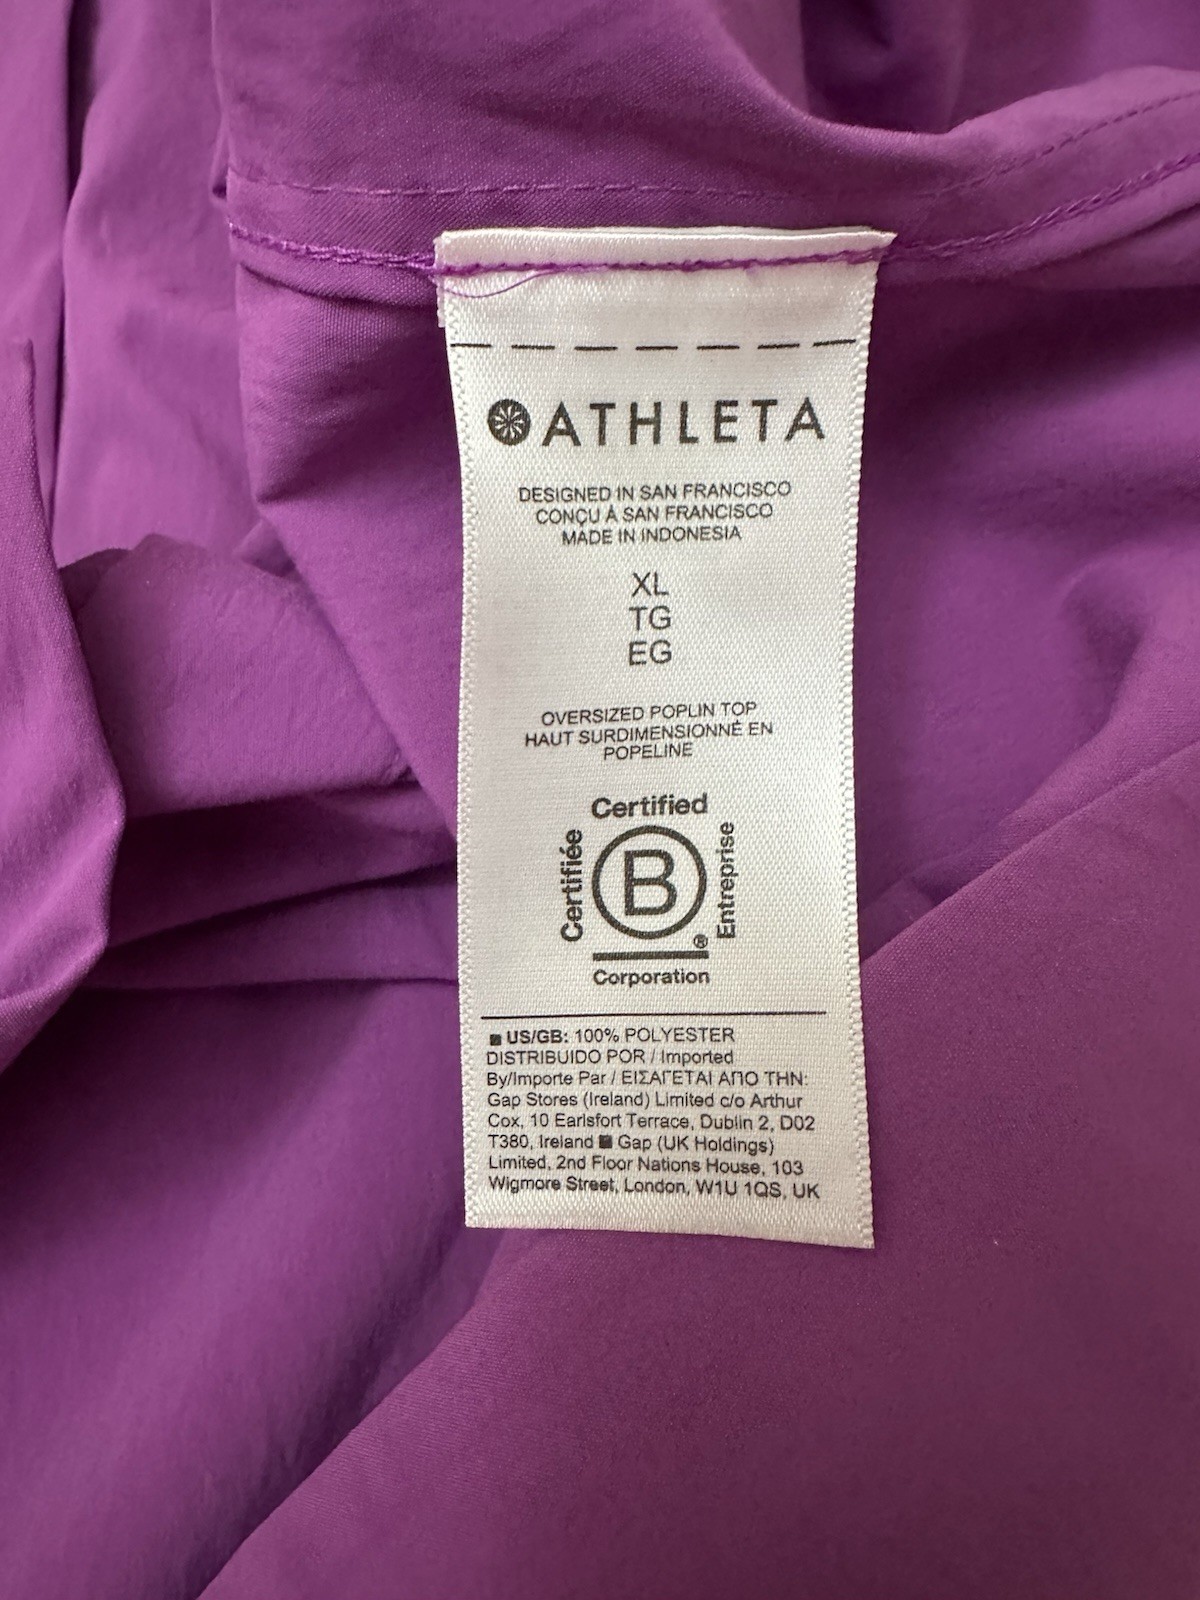 ATHLETA
DESIGNED IN SAN FRANCISCO
CONÇU À SAN FRANCISCO
MADE IN INDONESIA
XL
TG
EG
OVERSIZED POPLIN TOP
HAUT SURDIMENSIONNÉ EN
POPELINE
Certified
Certifiée
B
Entreprise
®
Corporation
US/GB: 100% POLYESTER
DISTRIBUIDO POR / Imported
By/Importe Par / ΕΙΣΑΓΕΤΑΙ ΑΠΟ ΤΗΝ:
Gap Stores (Ireland) Limited c/o Arthur
Cox, 10 Earlsfort Terrace, Dublin 2, D02
T380, Ireland ■ Gap (UK Holdings)
Limited, 2nd Floor Nations House, 103
Wigmore Street, London, W1U 1QS, UK